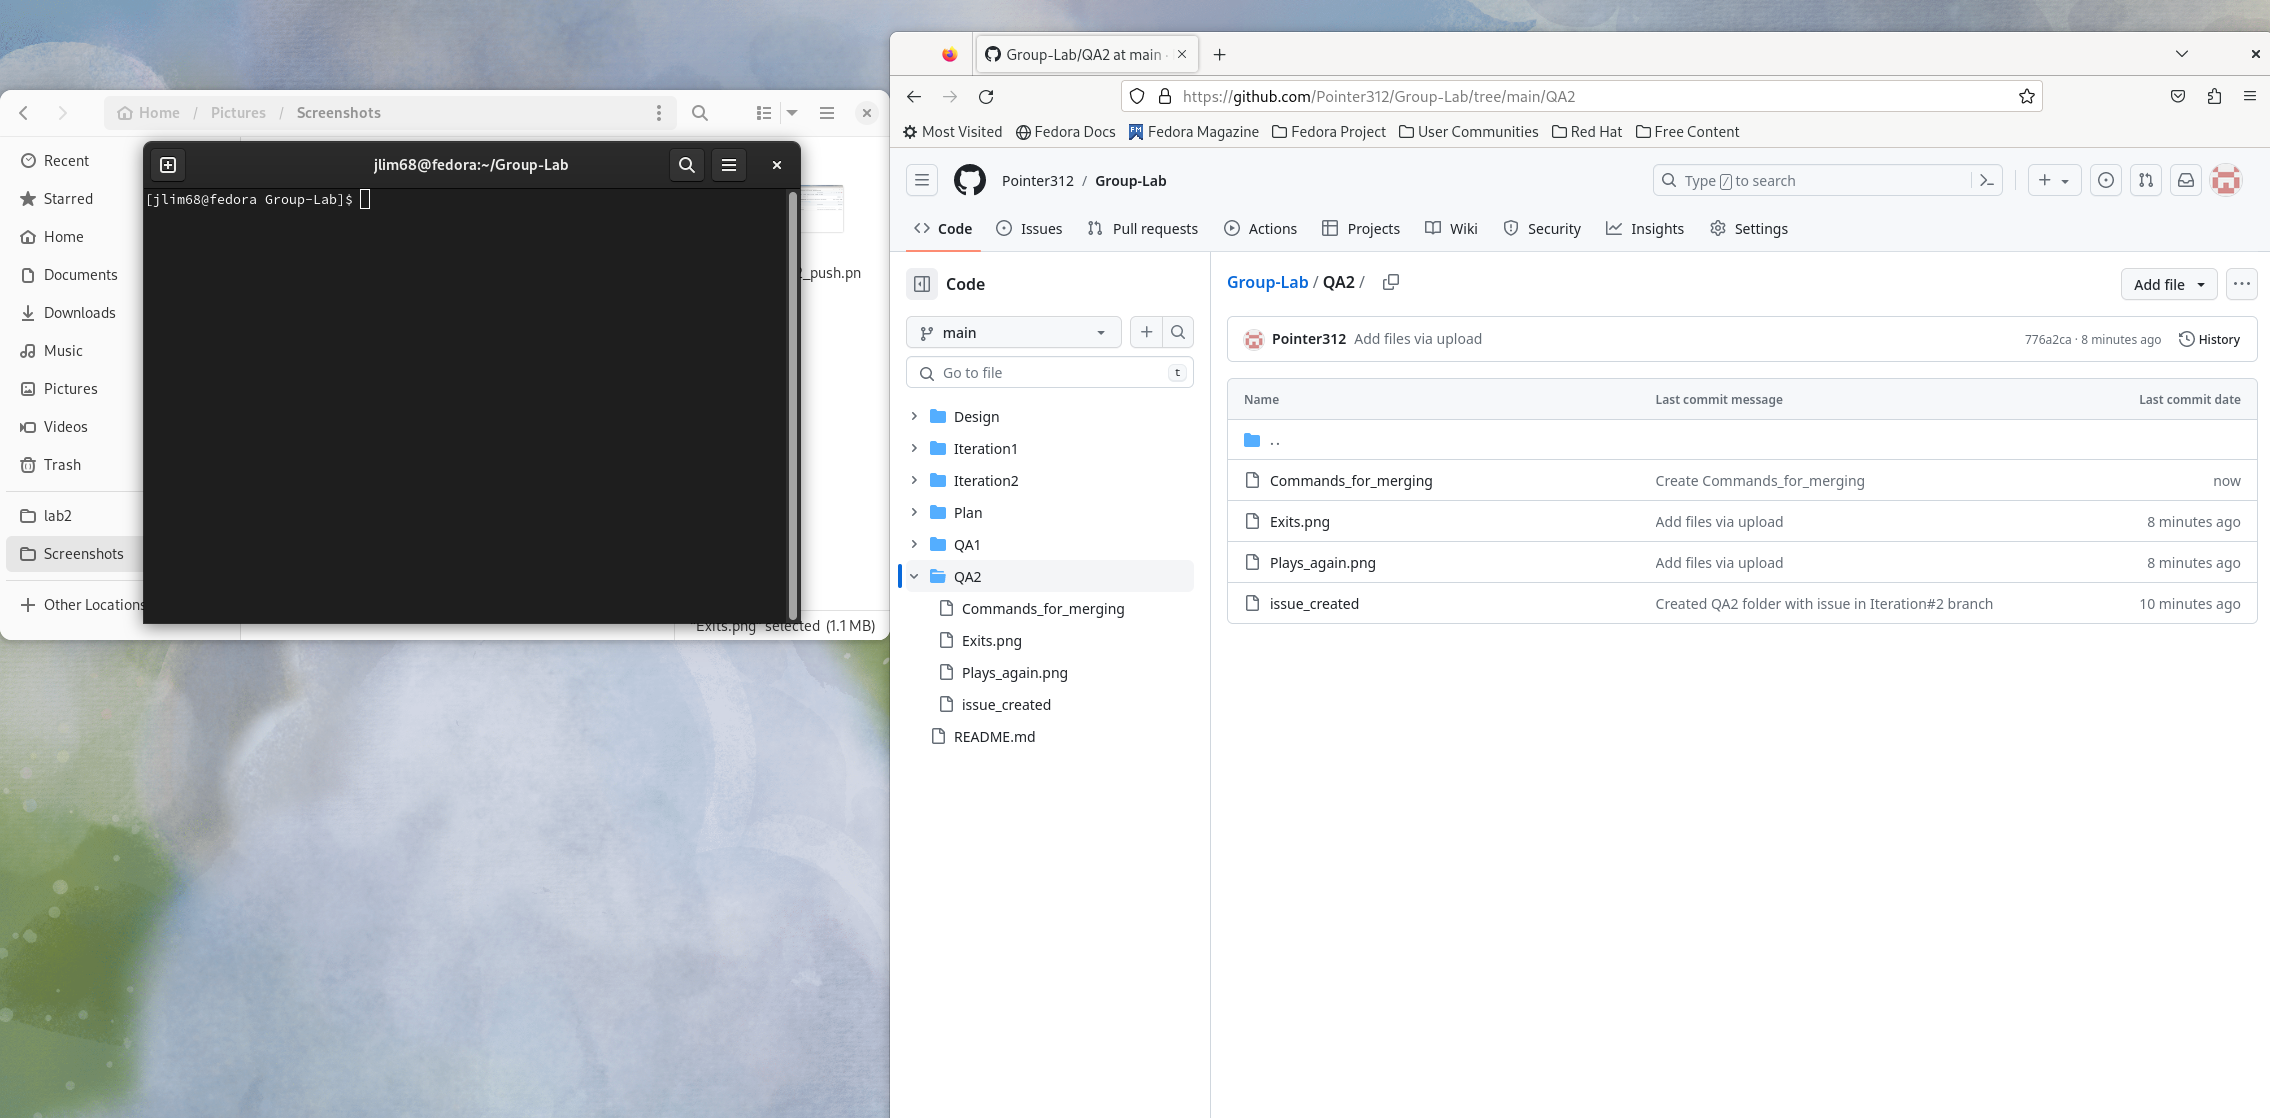 Home / Pictures / Screenshots
Recent
Starred
Home
Documents
Downloads
Music
Pictures
Videos
Trash
lab2
Screenshots
Other Locations
jlim68@fedora:~/Group-Lab
[jlim68@fedora Group-Lab]$
_push.pn
Exits.png" selected (1.1 MB)
Group-Lab/QA2 at main ·
https://github.com/Pointer312/Group-Lab/tree/main/QA2
Most Visited Fedora Docs Fedora Magazine Fedora Project User Communities Red Hat Free Content
Pointer312 / Group-Lab
Type / to search
Code Issues Pull requests Actions Projects Wiki Security Insights Settings
Code
main
Go to file t
Design
Iteration1
Iteration2
Plan
QA1
QA2
Commands_for_merging
Exits.png
Plays_again.png
issue_created
README.md
Group-Lab / QA2 /
Add file
Pointer312 Add files via upload 776a2ca · 8 minutes ago History
Name Last commit message Last commit date
..
Commands_for_merging Create Commands_for_merging now
Exits.png Add files via upload 8 minutes ago
Plays_again.png Add files via upload 8 minutes ago
issue_created Created QA2 folder with issue in Iteration#2 branch 10 minutes ago